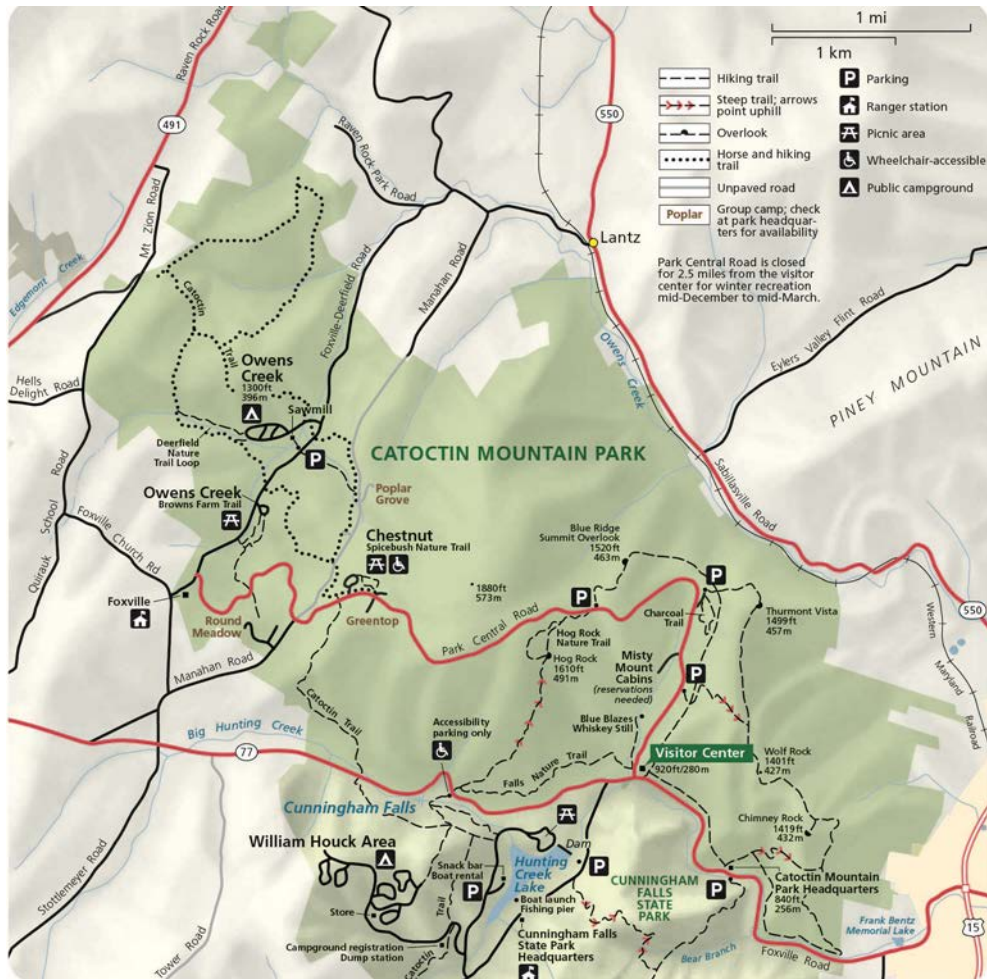 1 mi
1 km
Hiking trail
Steep trail; arrows
point uphill
Overlook
Horse and hiking
trail
Unpaved road
Poplar
Group camp; check
at park headquar-
ters for availability
P
Parking
Ranger station
Picnic area
Wheelchair-accessible
Public campground
Park Central Road is closed
for 2.5 miles from the visitor
center for winter recreation
mid-December to mid-March.
Raven Rock Road
491
550
Raven Rock Park Road
Mt Zion Road
Lantz
Edgemont Creek
Foxville-Deerfield Road
Manahan Road
Catoctin
Trail
Owens Creek
Eylers Valley Flint Road
PINEY MOUNTAIN
Hells
Delight Road
Owens
Creek
1300ft
396m
Sawmill
Deerfield
Nature
Trail Loop
P
CATOCTIN MOUNTAIN PARK
Sabillasville Road
Quirauk School Road
Owens Creek
Browns Farm Trail
Poplar
Grove
Foxville Church Rd
Chestnut
Spicebush Nature Trail
Blue Ridge
Summit Overlook
1520ft
463m
1880ft
573m
P
P
Foxville
Greentop
Park Central Road
Charcoal
Trail
Thurmont Vista
1499ft
457m
550
Western
Maryland
Railroad
Round
Meadow
Hog Rock
Nature Trail
Hog Rock
1610ft
491m
Misty
Mount
Cabins
(reservations
needed)
P
Manahan Road
Catoctin Trail
Blue Blazes
Whiskey Still
Big Hunting Creek
77
Accessibility
parking only
Visitor Center
920ft/280m
Wolf Rock
1401ft
427m
Falls Nature Trail
Cunningham Falls
Chimney Rock
1419ft
432m
William Houck Area
Dam
Snack bar
Boat rental
Hunting
Creek
Lake
P
P
CUNNINGHAM
FALLS
STATE
PARK
P
Catoctin Mountain
Park Headquarters
840ft
256m
Stottlemeyer Road
Store
Trail
Boat launch
Fishing pier
Cunningham Falls
State Park
Headquarters
Campground registration
Dump station
Catoctin
Tower Road
Bear Branch
Foxville Road
Frank Bentz
Memorial Lake
15